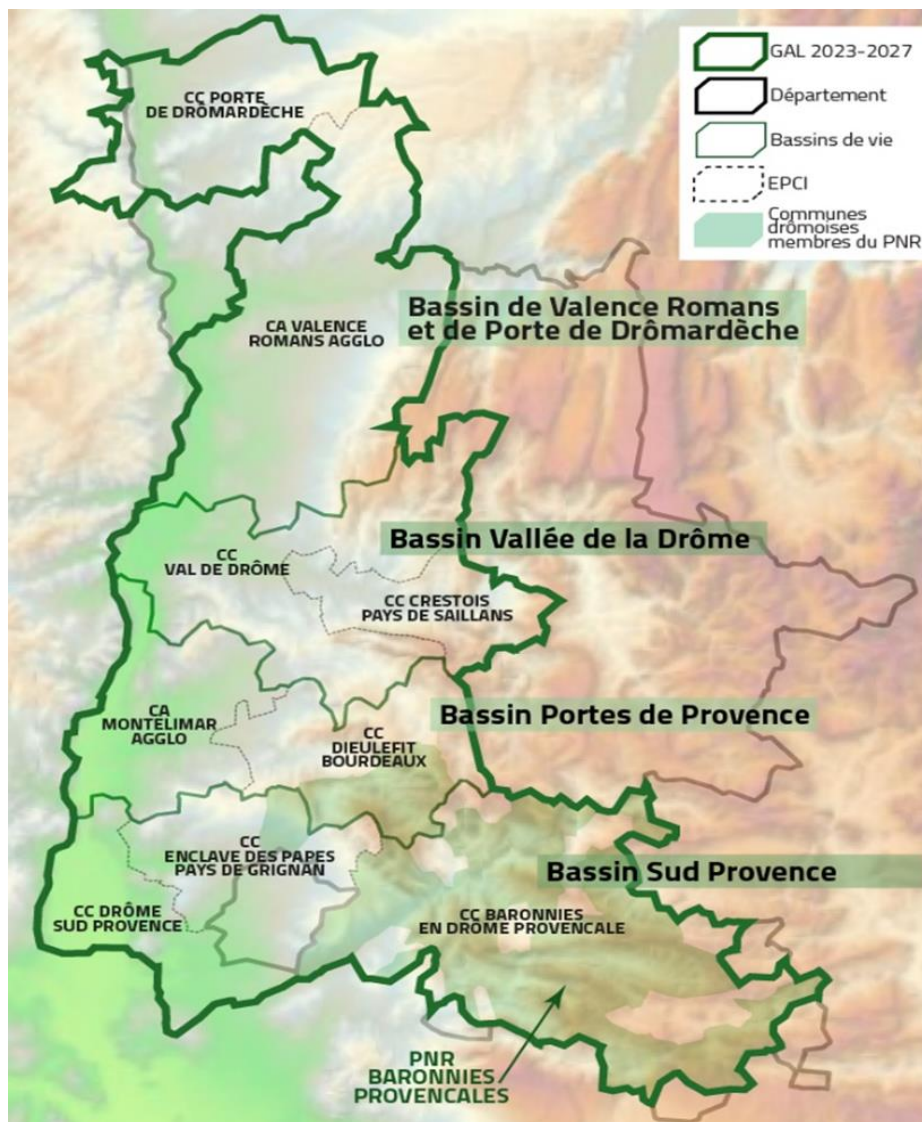 GAL 2023-2027
Département
Bassins de vie
EPCI
Communes
drômoises
membres du PNR
CC PORTE
DE DRÔMARDÈCHE
CA VALENCE
ROMANS AGGLO
Bassin de Valence Romans
et de Porte de Drômardèche
Bassin Vallée de la Drôme
CC
VAL DE DRÔME
CC CRESTOIS
PAYS DE SAILLANS
Bassin Portes de Provence
CA
MONTELIMAR
AGGLO
CC
DIEULEFIT
BOURDEAUX
CC
ENCLAVE DES PAPES
PAYS DE GRIGNAN
Bassin Sud Provence
CC DRÔME
SUD PROVENCE
CC BARONNIES
EN DRÔME PROVENCALE
PNR
BARONNIES
PROVENCALES